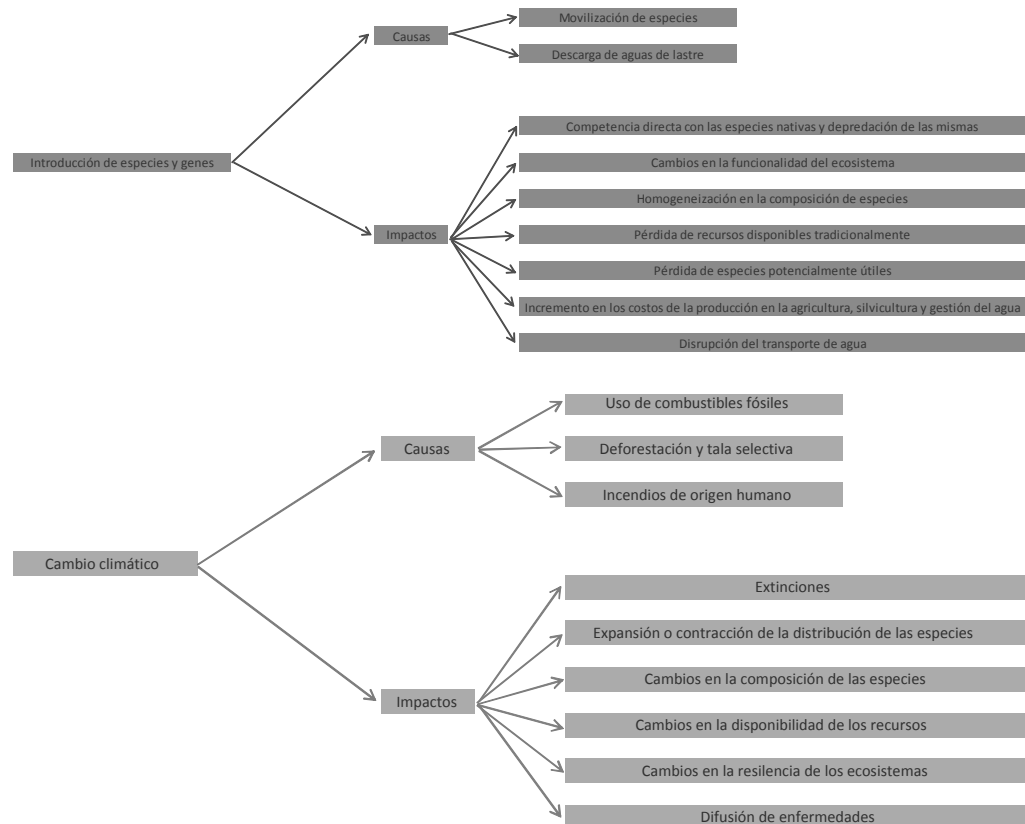 Movilización de especies
Causas
Descarga de aguas de lastre
Competencia directa con las especies nativas y depredación de las mismas
Introducción de especies y genes
Cambios en la funcionalidad del ecosistema
Homogeneización en la composición de especies
Impactos
Pérdida de recursos disponibles tradicionalmente
Pérdida de especies potencialmente útiles
Incremento en los costos de la producción en la agricultura, silvicultura y gestión del agua
Disrupción del transporte de agua
Uso de combustibles fósiles
Causas
Deforestación y tala selectiva
Incendios de origen humano
Cambio climático
Extinciones
Expansión o contracción de la distribución de las especies
Cambios en la composición de las especies
Impactos
Cambios en la disponibilidad de los recursos
Cambios en la resilencia de los ecosistemas
Difusión de enfermedades